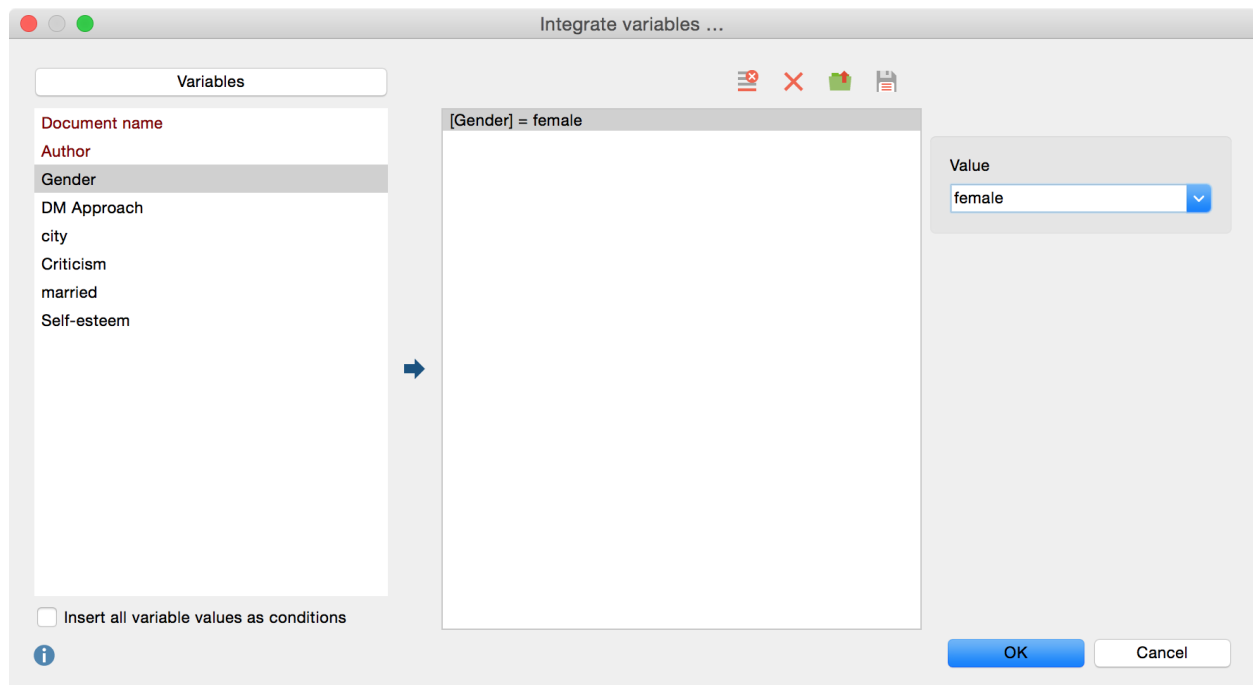 Integrate variables ...
Variables
Document name
Author
Gender
DM Approach
city
Criticism
married
Self-esteem
Insert all variable values as conditions
[Gender] = female
Value
female
OK
Cancel